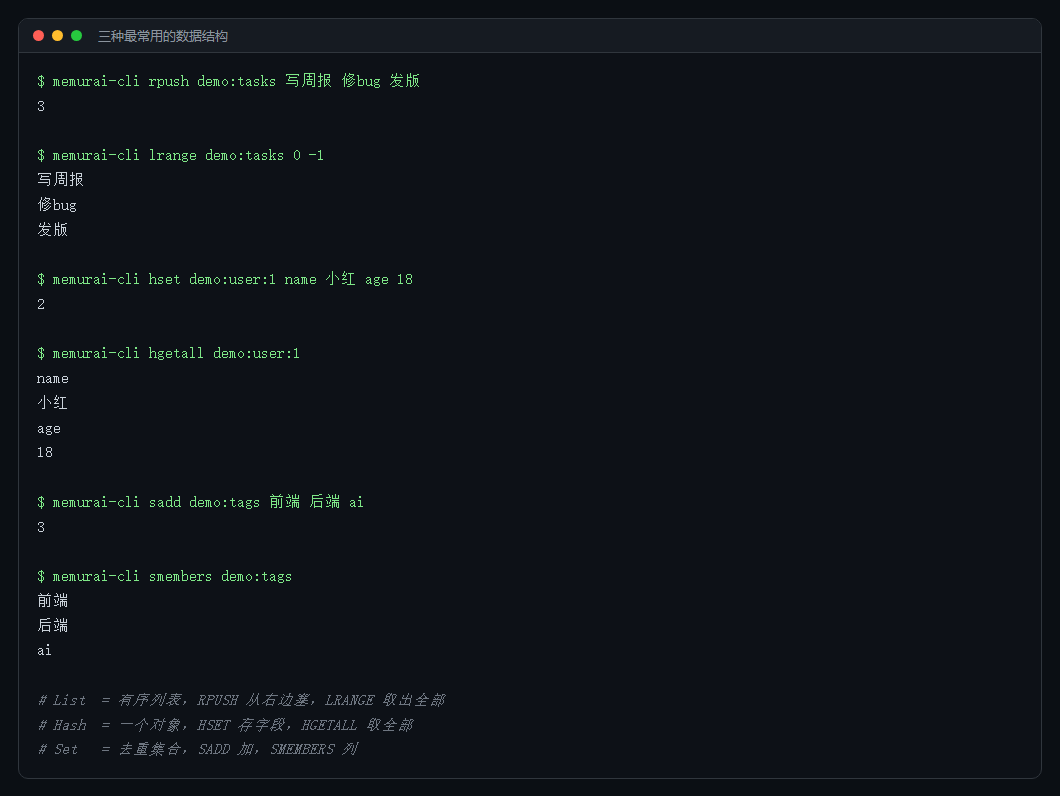 三种最常用的数据结构
$ memurai-cli rpush demo:tasks 写周报 修bug 发版
3
$ memurai-cli lrange demo:tasks 0 -1
写周报
修bug
发版
$ memurai-cli hset demo:user:1 name 小红 age 18
2
$ memurai-cli hgetall demo:user:1
name
小红
age
18
$ memurai-cli sadd demo:tags 前端 后端 ai
3
$ memurai-cli smembers demo:tags
前端
后端
ai
# List  = 有序列表，RPUSH 从右边塞，LRANGE 取出全部
# Hash  = 一个对象，HSET 存字段，HGETALL 取全部
# Set   = 去重集合，SADD 加，SMEMBERS 列